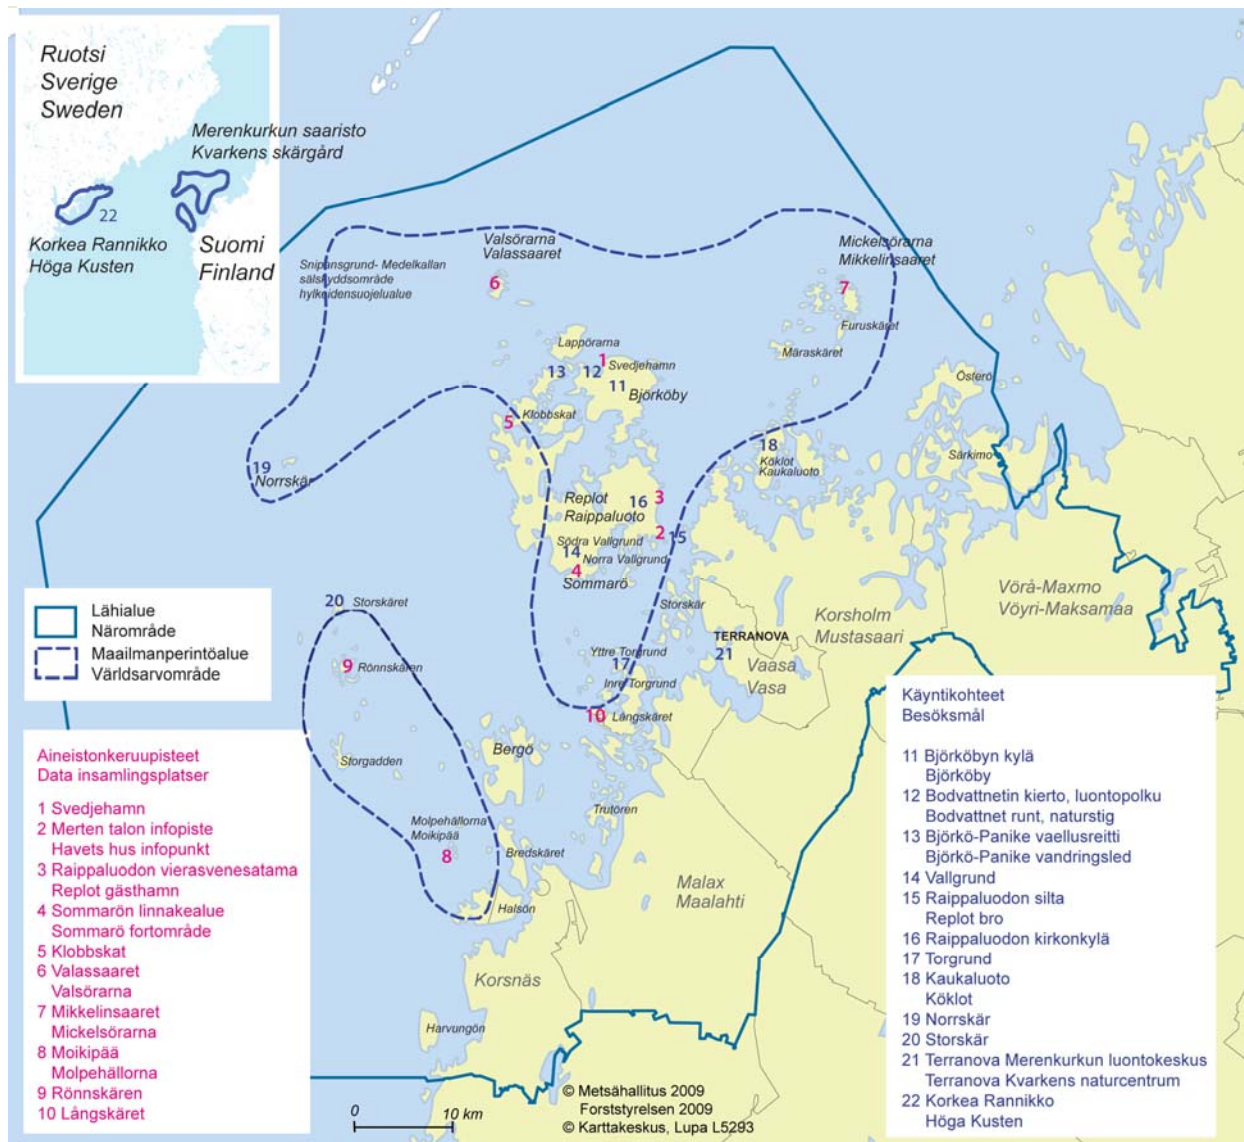 Ruotsi
Sverige
Sweden
Merenkurkun saaristo
Kvarkens skärgård
22
Korkea Rannikko
Höga Kusten
Suomi
Finland
Valsörarna
Valassaaret
6
Snipansgrund- Medelkallan
sälskyddsområde
hylkeidensuojelualue
Mickelsörarna
Mikkelinsaaret
7
Furuskäret
Märaskäret
Lappörarna
1
Svedjehamn
13
12
11
Björköby
Österö
5
Klobbskat
18
Köklot
Kaukaluoto
Särkimo
19
Norrskär
Replot
Raippaluoto
16
3
2
15
Södra Vallgrund
14
Norra Vallgrund
4
Sommarö
20
Storskäret
Storskär
Vörå-Maxmo
Vöyri-Maksamaa
Korsholm
Mustasaari
TERRANOVA
21
Vaasa
Vasa
9
Rönnskären
Yttre Torgrund
17
Inre Torgrund
10
Långskäret
Storgadden
Bergö
Trutören
Molpehällorna
Moikipää
8
Bredskäret
Halsön
Malax
Maalahti
Korsnäs
Harvungön
Lähialue
Närområde
Maailmanperintöalue
Världsarvområde
Aineistonkeruupisteet
Data insamlingsplatser
1 Svedjehamn
2 Merten talon infopiste
Havets hus infopunkt
3 Raippaluodon vierasvenesatama
Replot gästhamn
4 Sommarön linnakealue
Sommarö fortområde
5 Klobbskat
6 Valassaaret
Valsörarna
7 Mikkelinsaaret
Mickelsörarna
8 Moikipää
Molpehällorna
9 Rönnskären
10 Långskäret
Käyntikohteet
Besöksmål
11 Björköbyn kylä
Björköby
12 Bodvattnetin kierto, luontopolku
Bodvattnet runt, naturstig
13 Björkö-Panike vaellusreitti
Björkö-Panike vandringsled
14 Vallgrund
15 Raippaluodon silta
Replot bro
16 Raippaluodon kirkonkylä
17 Torgrund
18 Kaukaluoto
Köklot
19 Norrskär
20 Storskär
21 Terranova Merenkurkun luontokeskus
Terranova Kvarkens naturcentrum
22 Korkea Rannikko
Höga Kusten
0 10 km
© Metsähallitus 2009
Forststyrelsen 2009
© Karttakeskus, Lupa L5293